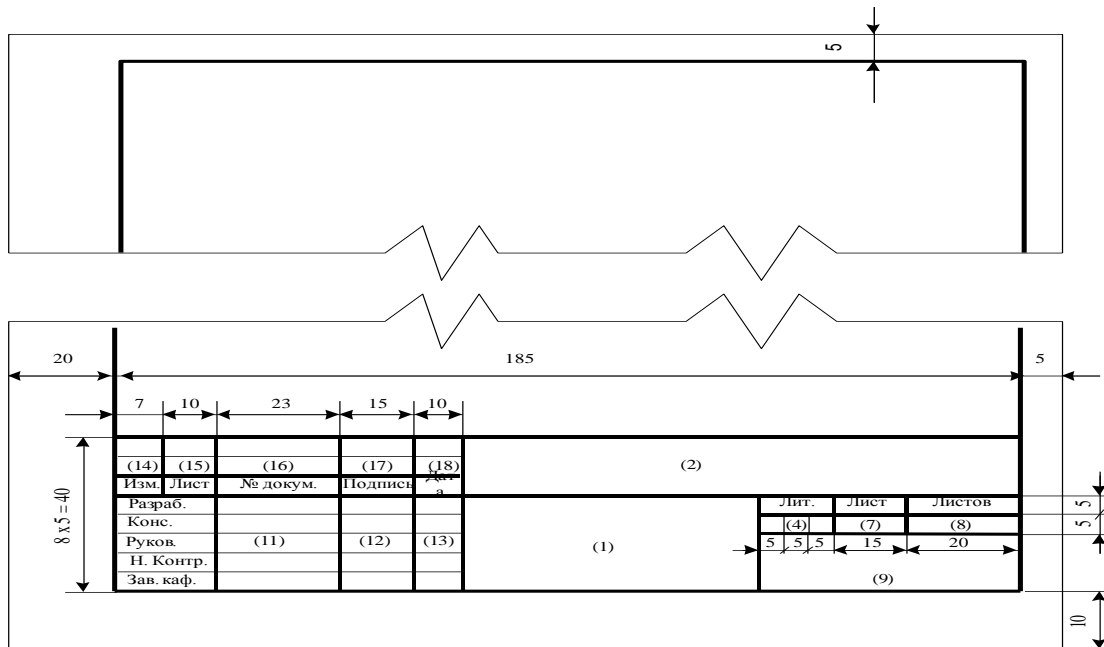 5
20 185 5
7 10 23 15 10
(14) (15) (16) (17) (18) (2)
Изм. Лист № докум. Подпись Дата
Разраб. Лит. Лист Листов 5
Конс. (4) (7) (8) 5
Руков. (11) (12) (13) (1) 5 5 5 15 20
Н. Контр.
Зав. каф. (9)
8 х 5 = 40
10